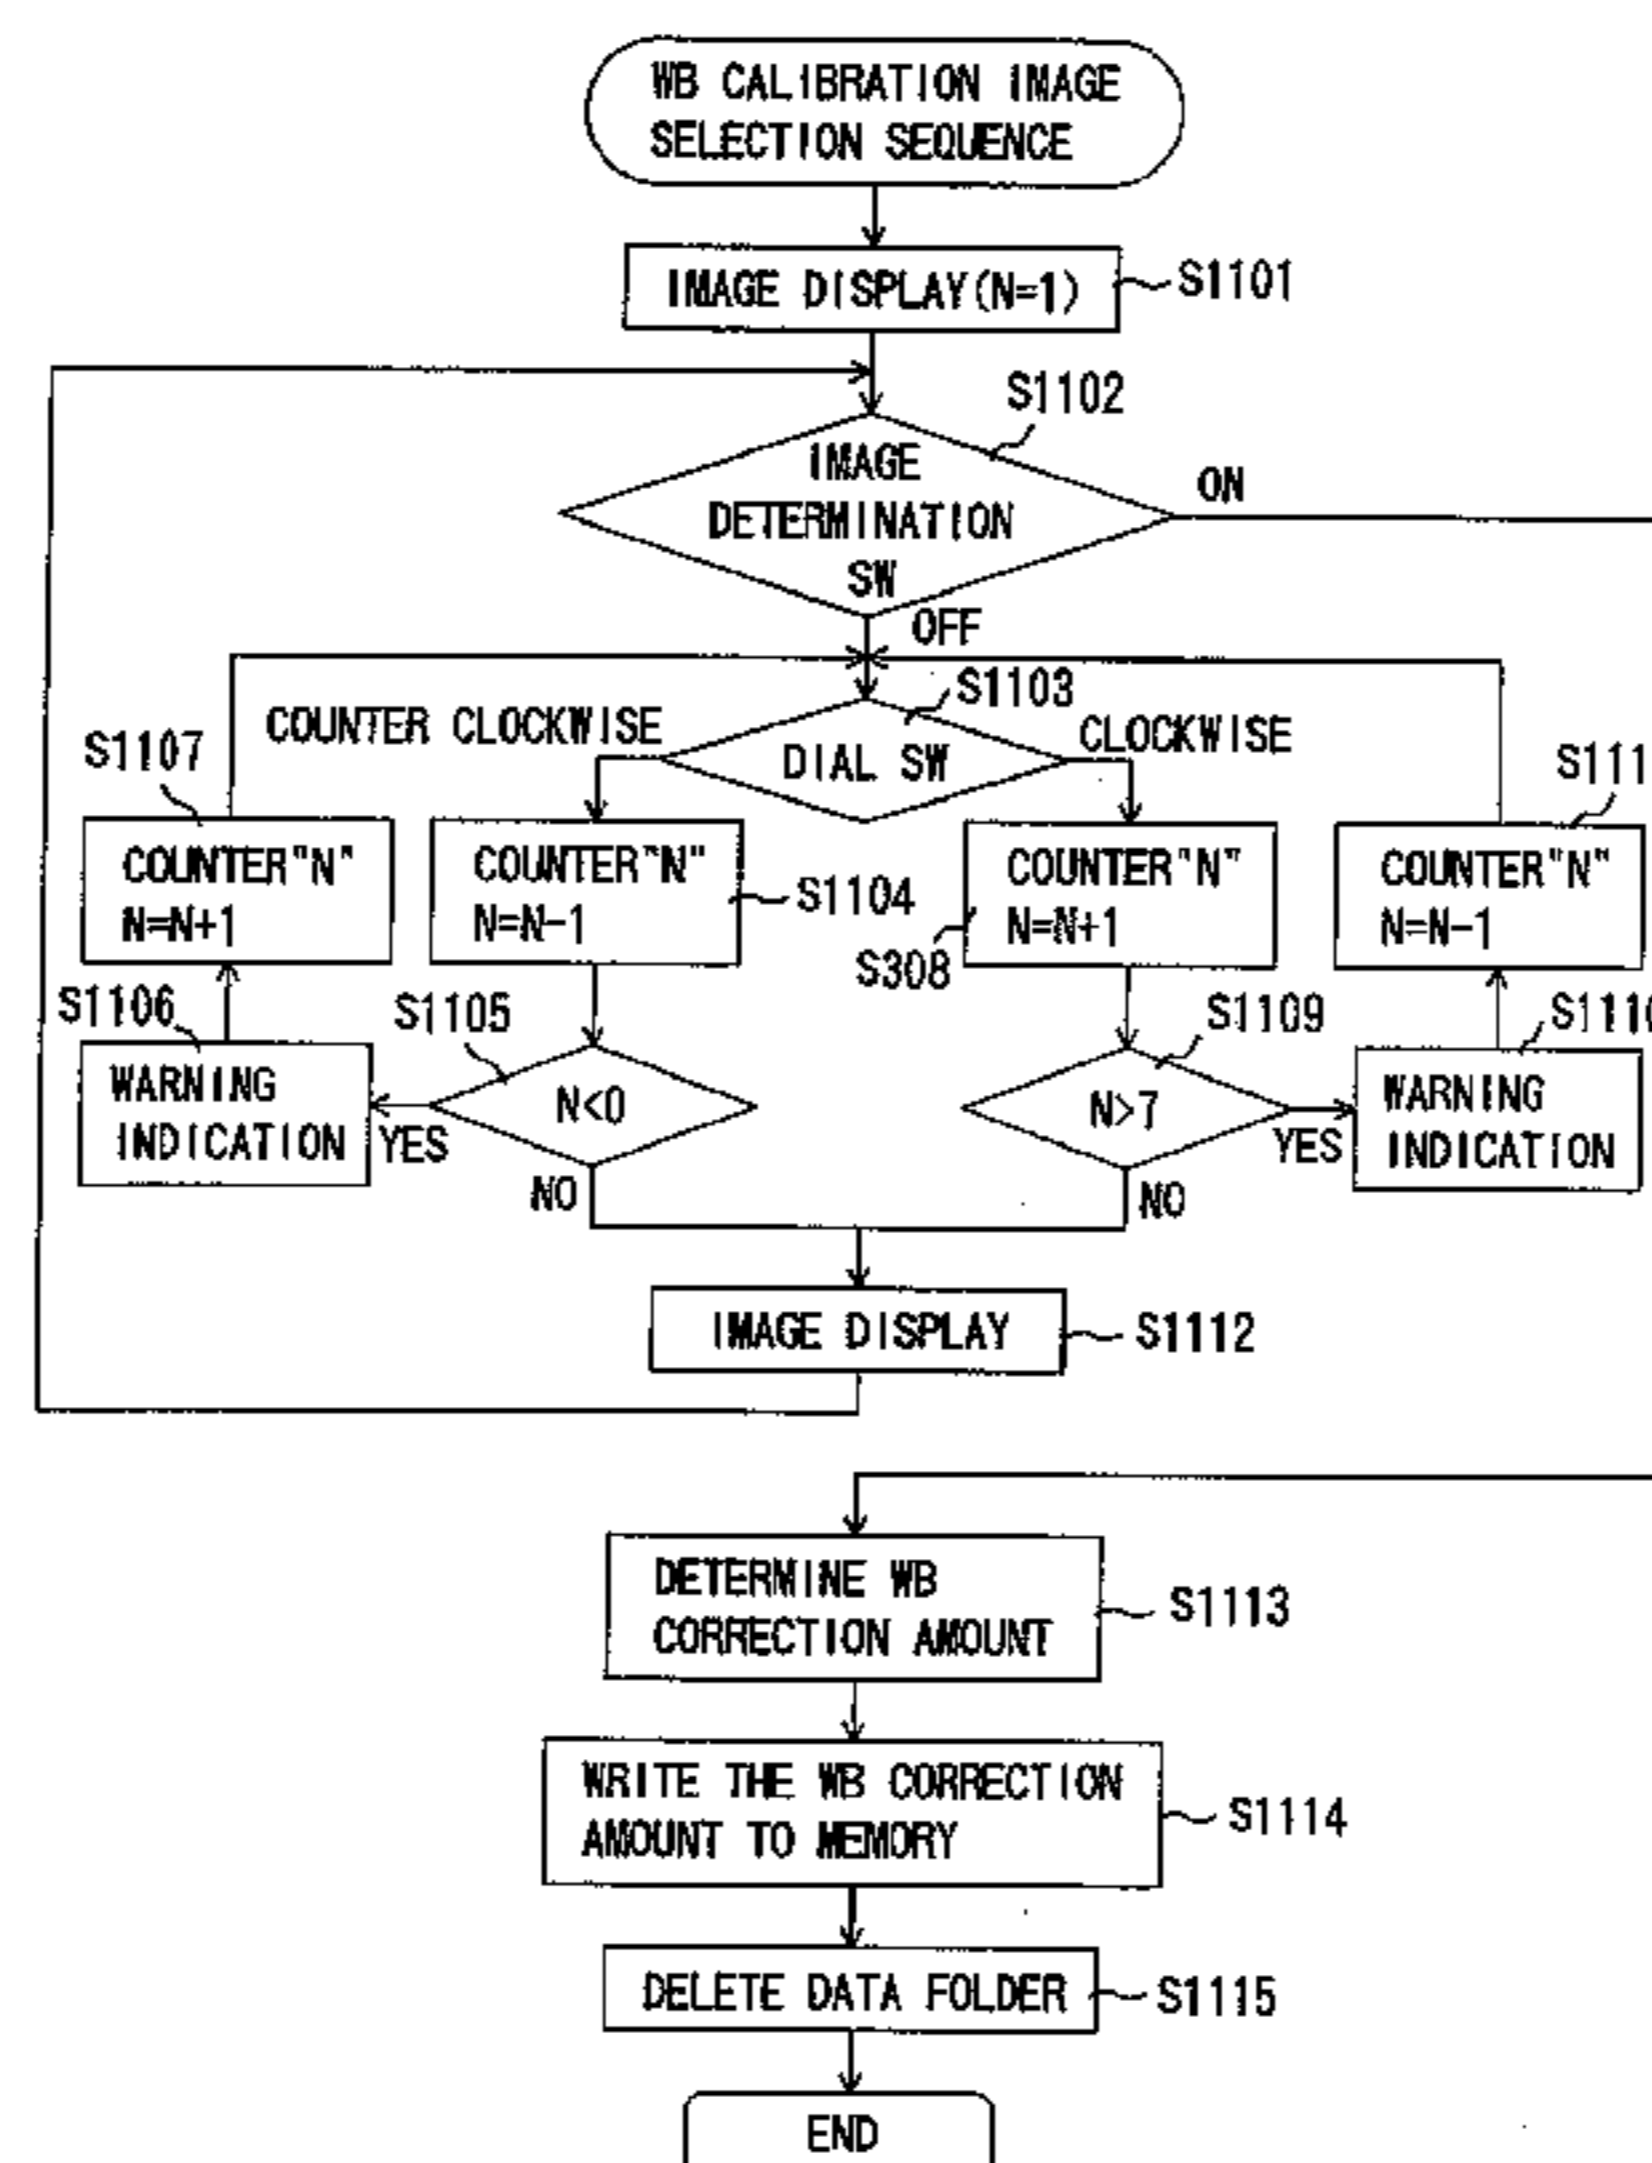 WB CALIBRATION IMAGE
SELECTION SEQUENCE
IMAGE DISPLAY(N=1)
S1101
S1102
IMAGE
DETERMINATION
SW
ON
OFF
S1103
COUNTER CLOCKWISE
DIAL SW
CLOCKWISE
S1107
COUNTER"N"
N=N+1
COUNTER"N"
N=N-1
S1104
COUNTER"N"
N=N+1
S308
S111
COUNTER"N"
N=N-1
S1106
WARNING
INDICATION
S1105
N<0
YES
NO
S1109
N>7
YES
NO
S1110
WARNING
INDICATION
IMAGE DISPLAY
S1112
DETERMINE WB
CORRECTION AMOUNT
S1113
WRITE THE WB CORRECTION
AMOUNT TO MEMORY
S1114
DELETE DATA FOLDER
S1115
END